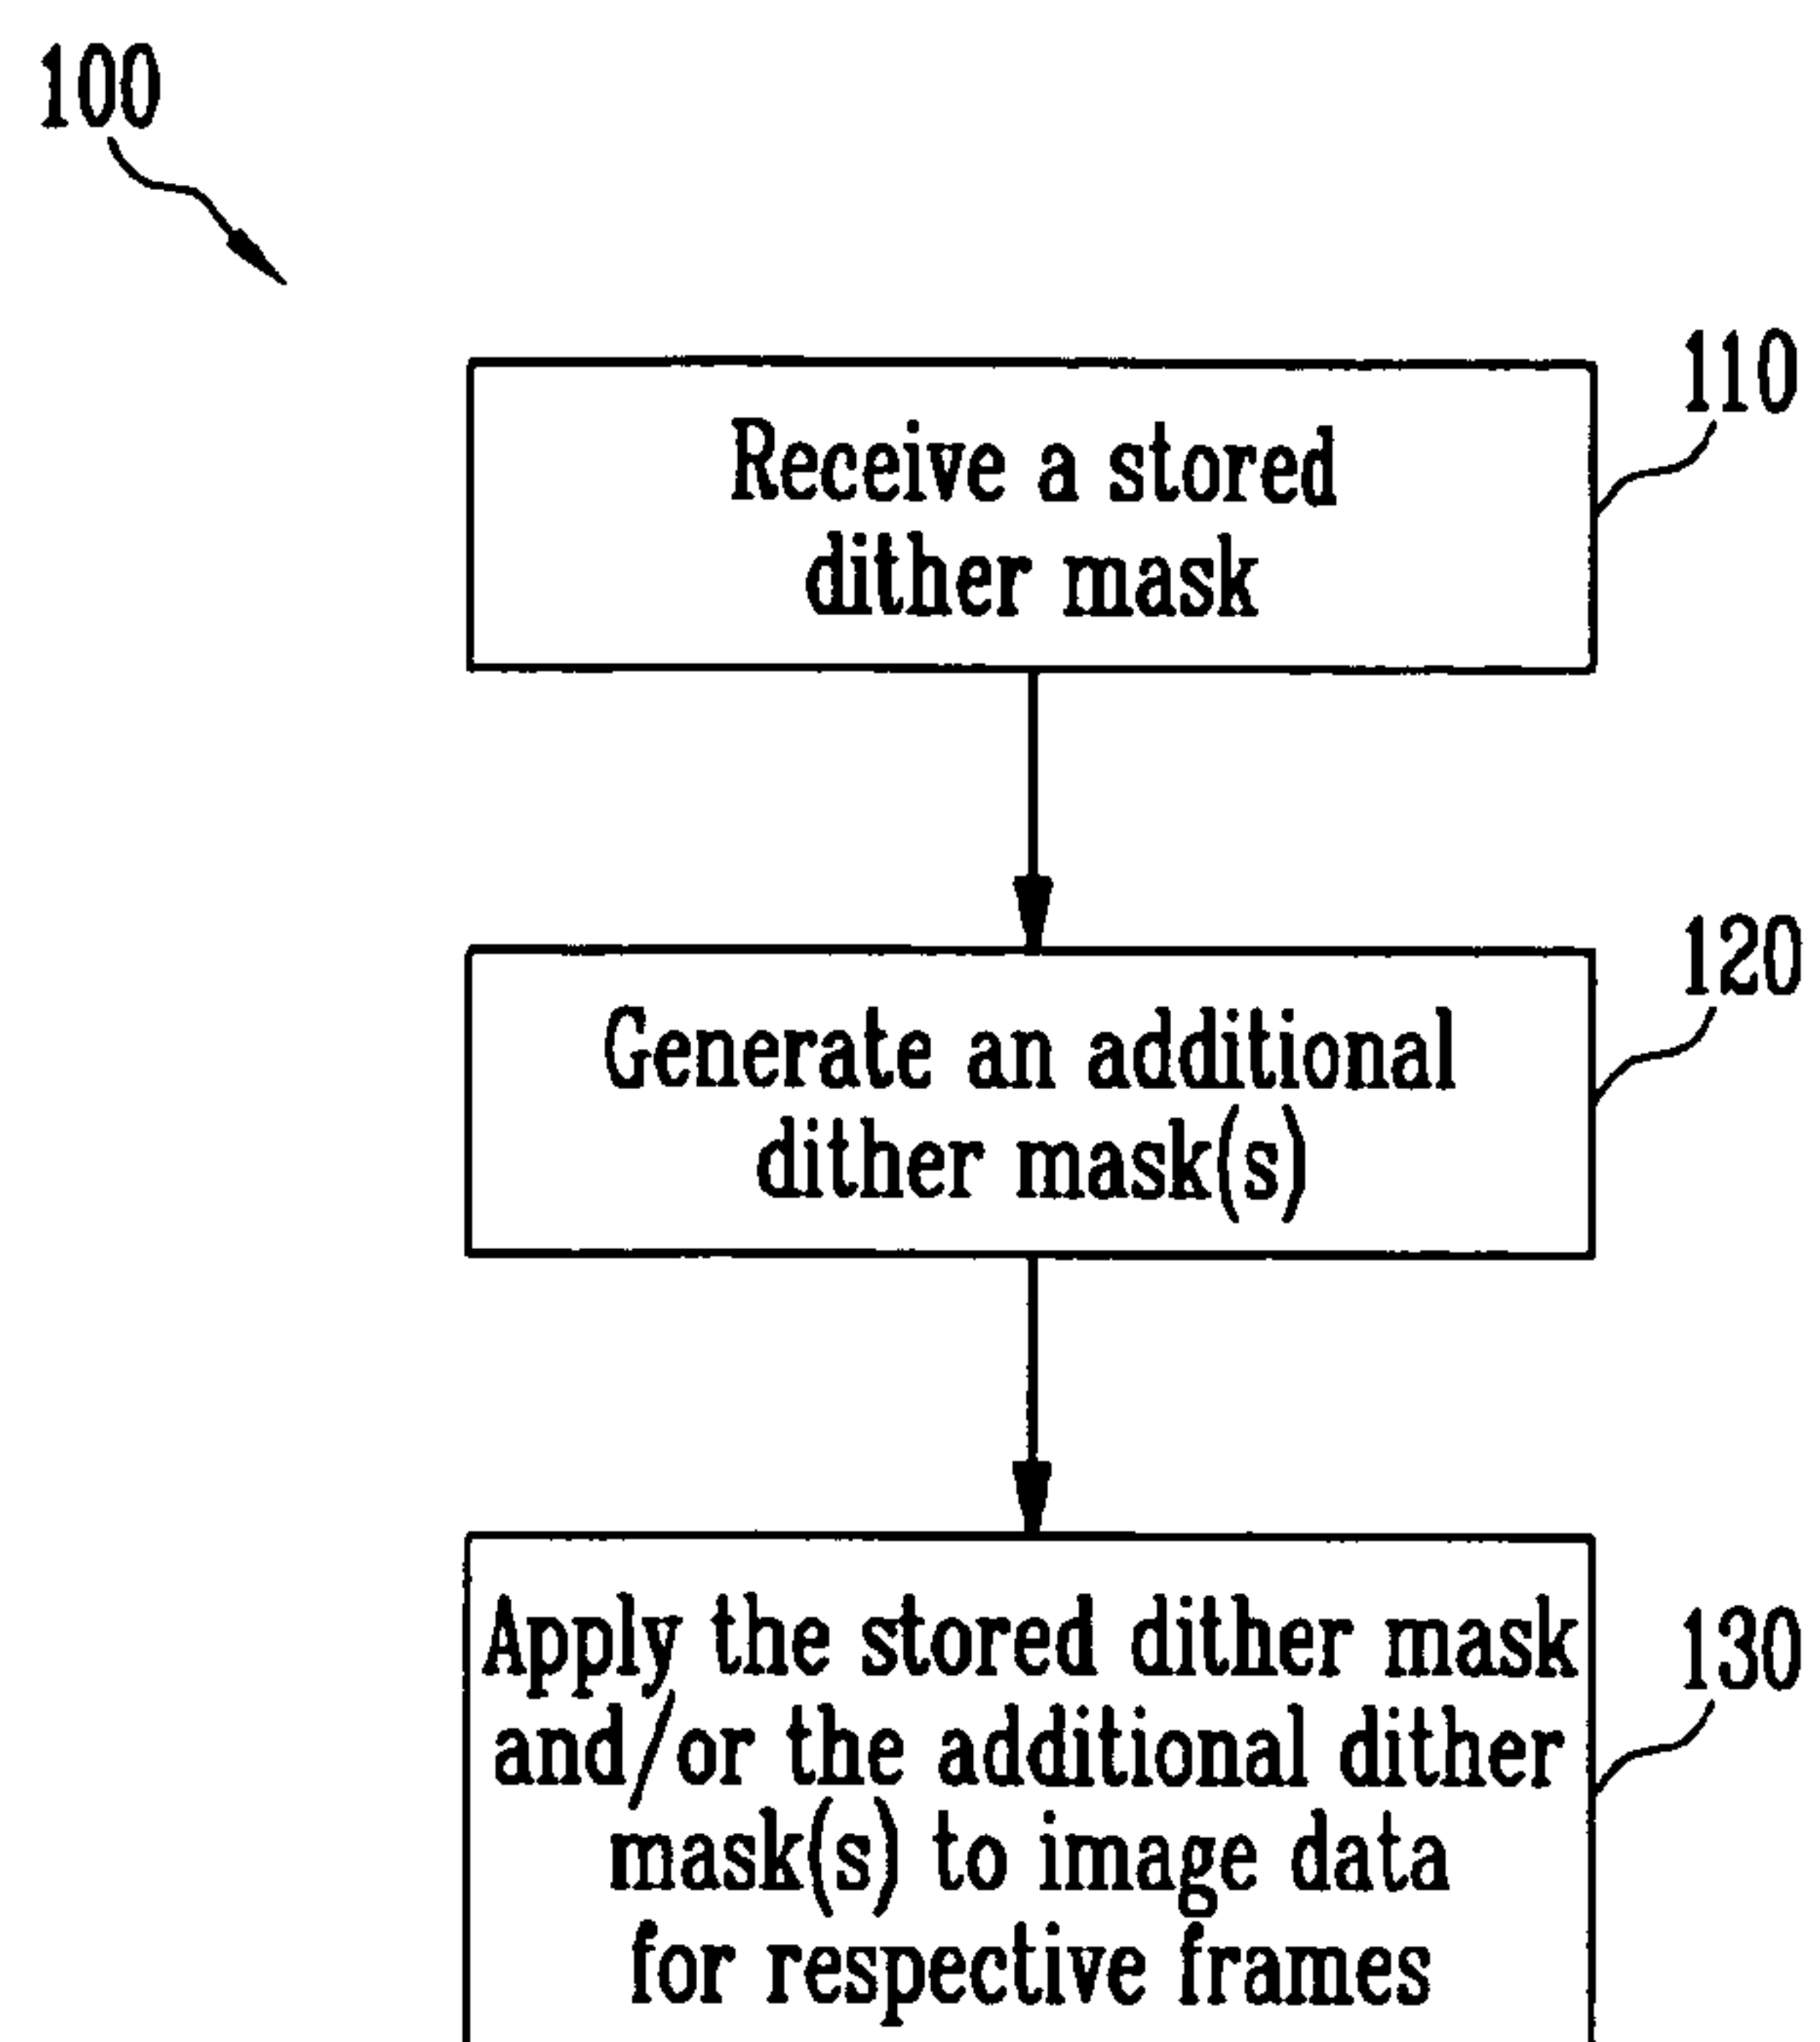 100
110
Receive a stored
dither mask
120
Generate an additional
dither mask(s)
130
Apply the stored dither mask
and/or the additional dither
mask(s) to image data
for respective frames